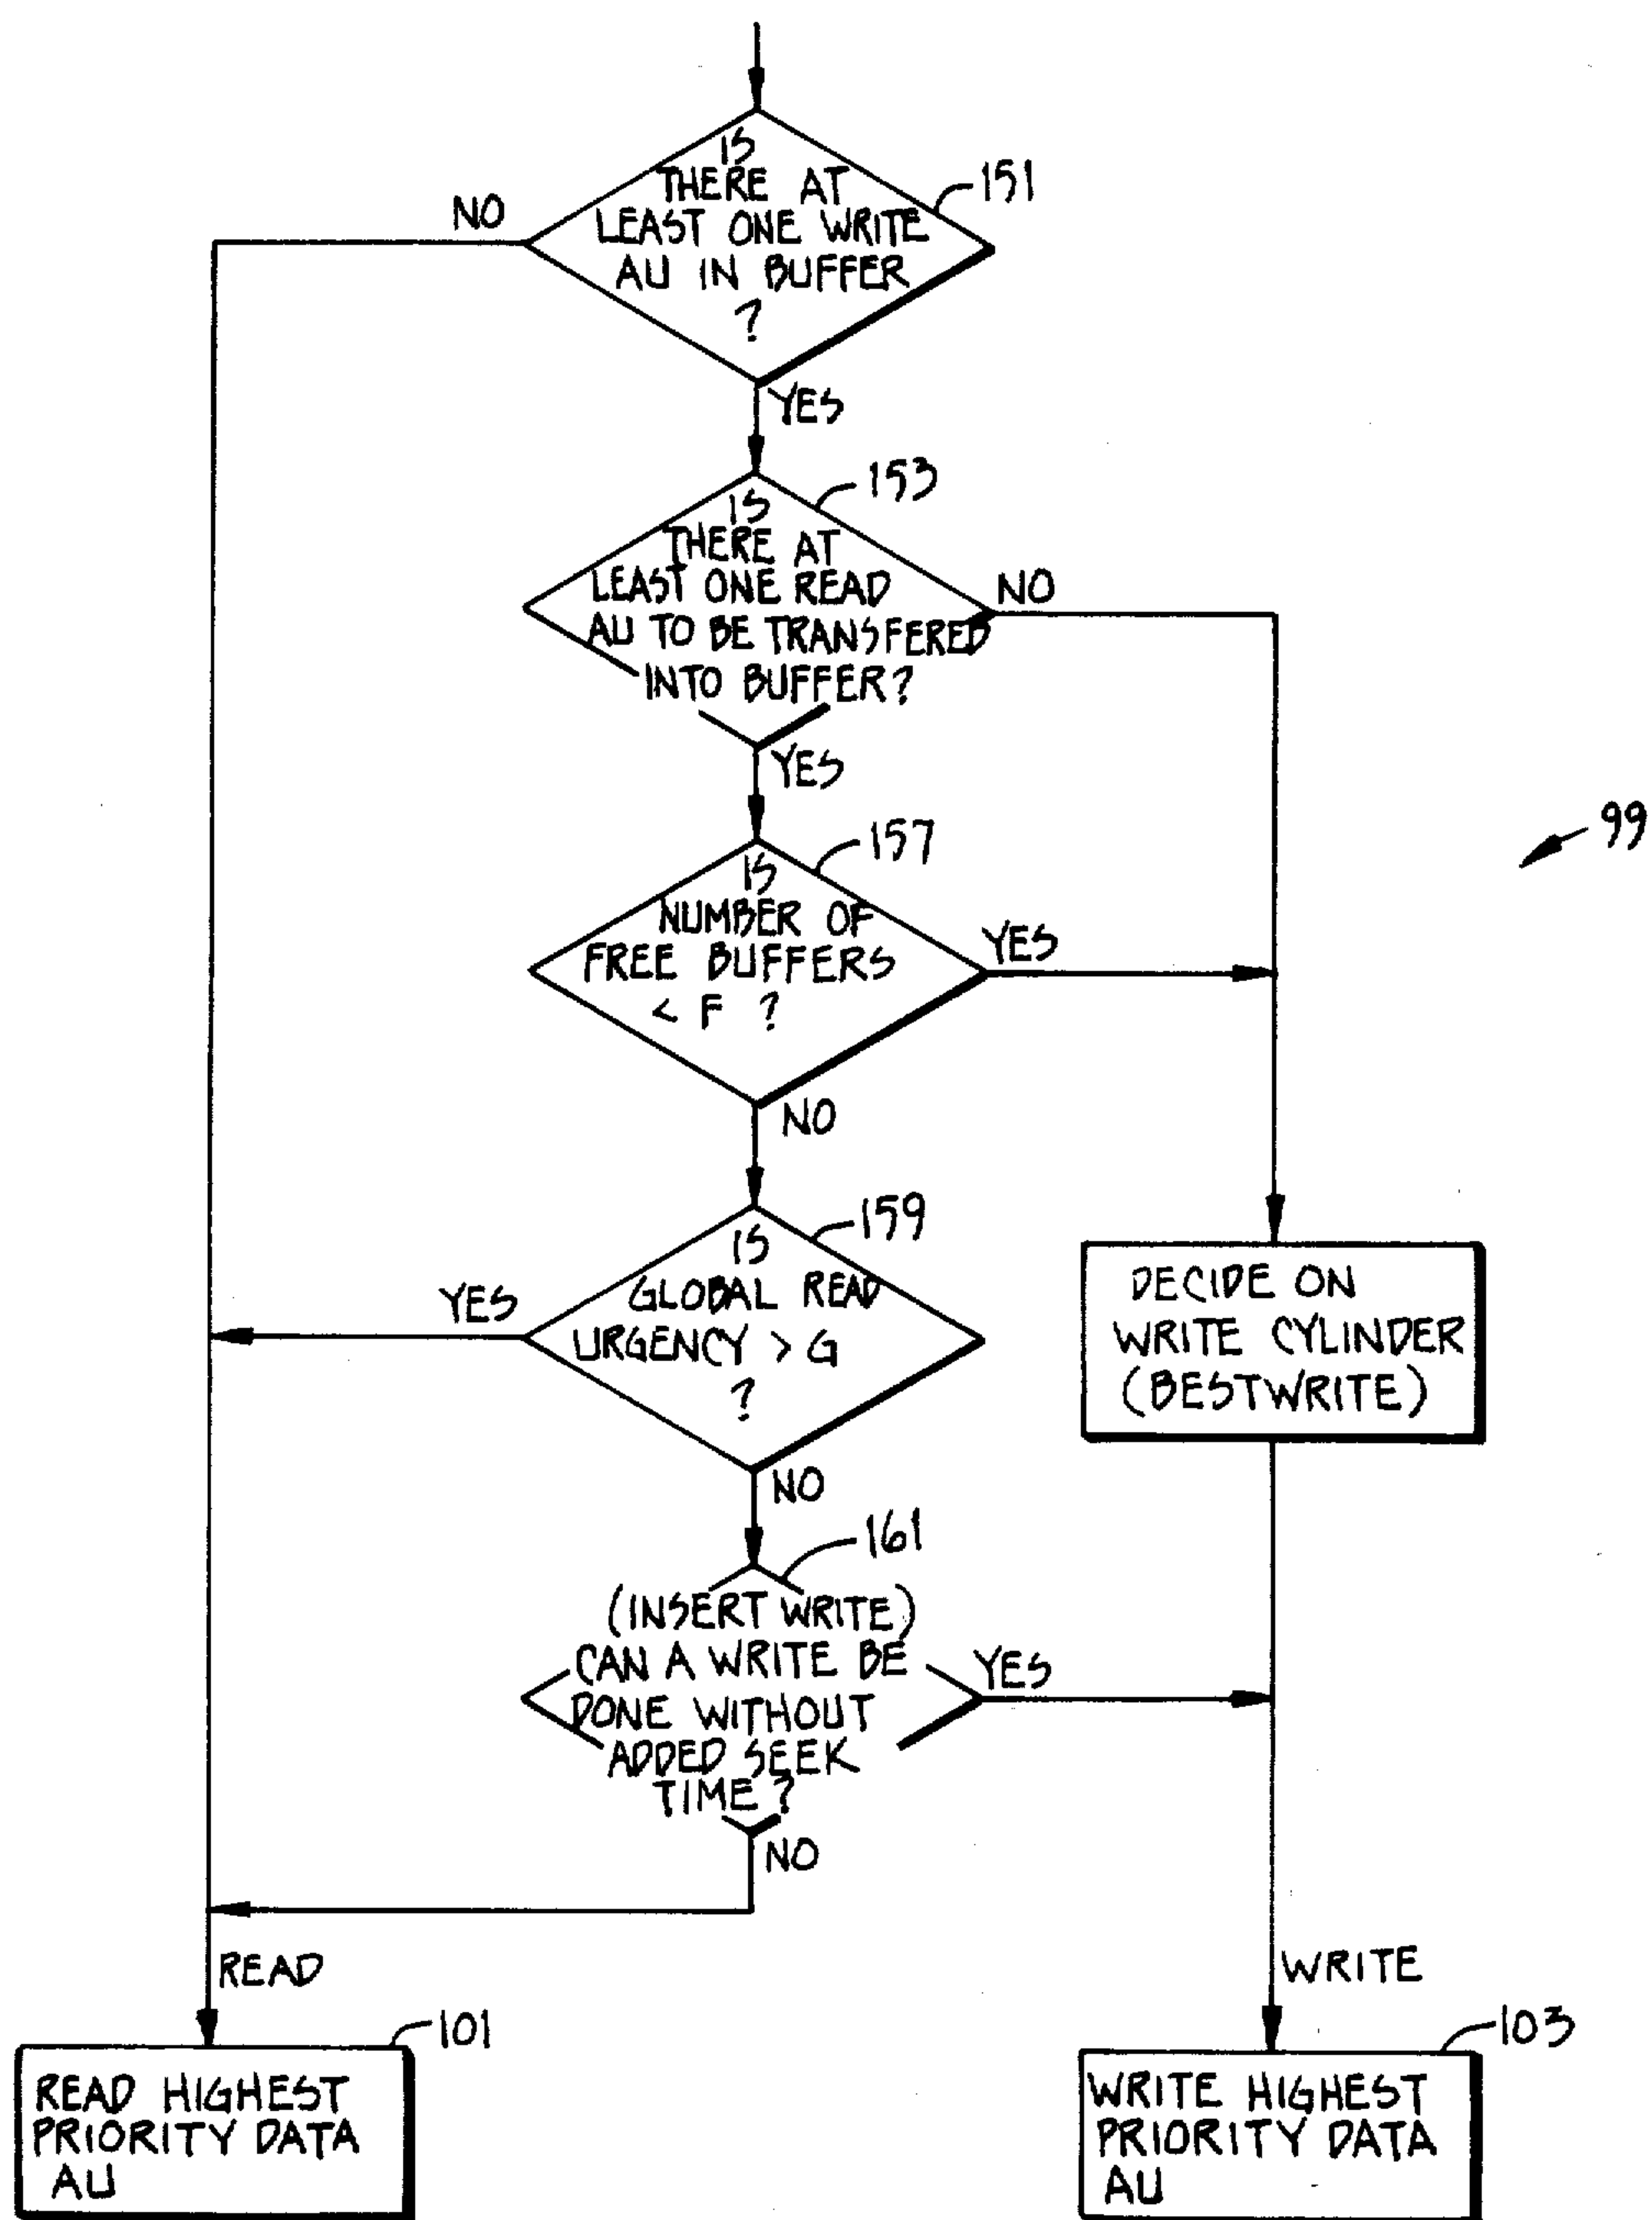 IS
THERE AT
LEAST ONE WRITE
AU IN BUFFER
?
151
NO
YES
153
IS
THERE AT
LEAST ONE READ
AU TO BE TRANSFERED
INTO BUFFER?
NO
YES
157
IS
NUMBER OF
FREE BUFFERS
< F ?
YES
99
NO
159
IS
GLOBAL READ
URGENCY > G
?
YES
DECIDE ON
WRITE CYLINDER
(BESTWRITE)
NO
161
(INSERT WRITE)
CAN A WRITE BE
DONE WITHOUT
ADDED SEEK
TIME?
YES
NO
READ
WRITE
101
READ HIGHEST
PRIORITY DATA
AU
103
WRITE HIGHEST
PRIORITY DATA
AU